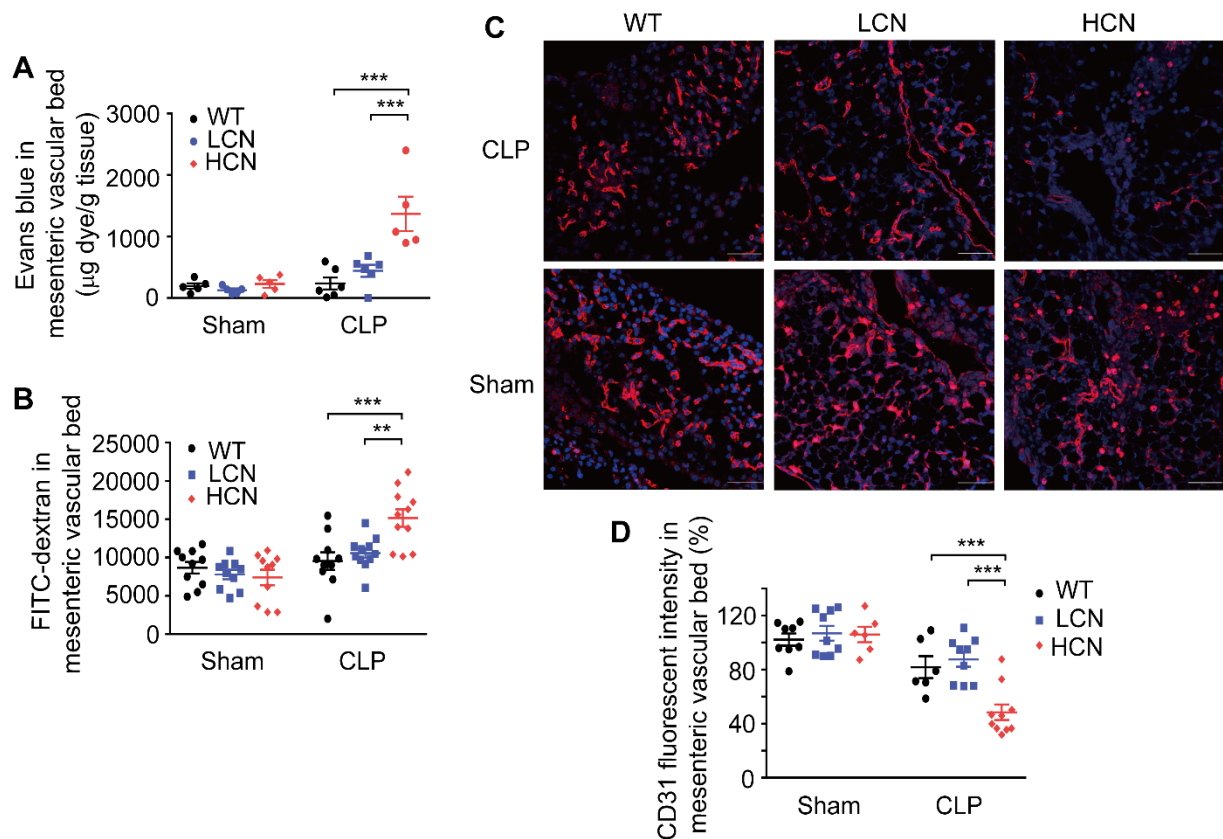 A
Evans blue in
mesenteric vascular bed
(µg dye/g tissue)
3000
2000
1000
0
WT
LCN
HCN
***
***
Sham
CLP
B
FITC-dextran in
mesenteric vascular bed
25000
20000
15000
10000
5000
0
WT
LCN
HCN
***
**
Sham
CLP
C
WT
LCN
HCN
CLP
Sham
D
CD31 fluorescent intensity in
mesenteric vascular bed (%)
120
80
40
0
***
***
WT
LCN
HCN
Sham
CLP